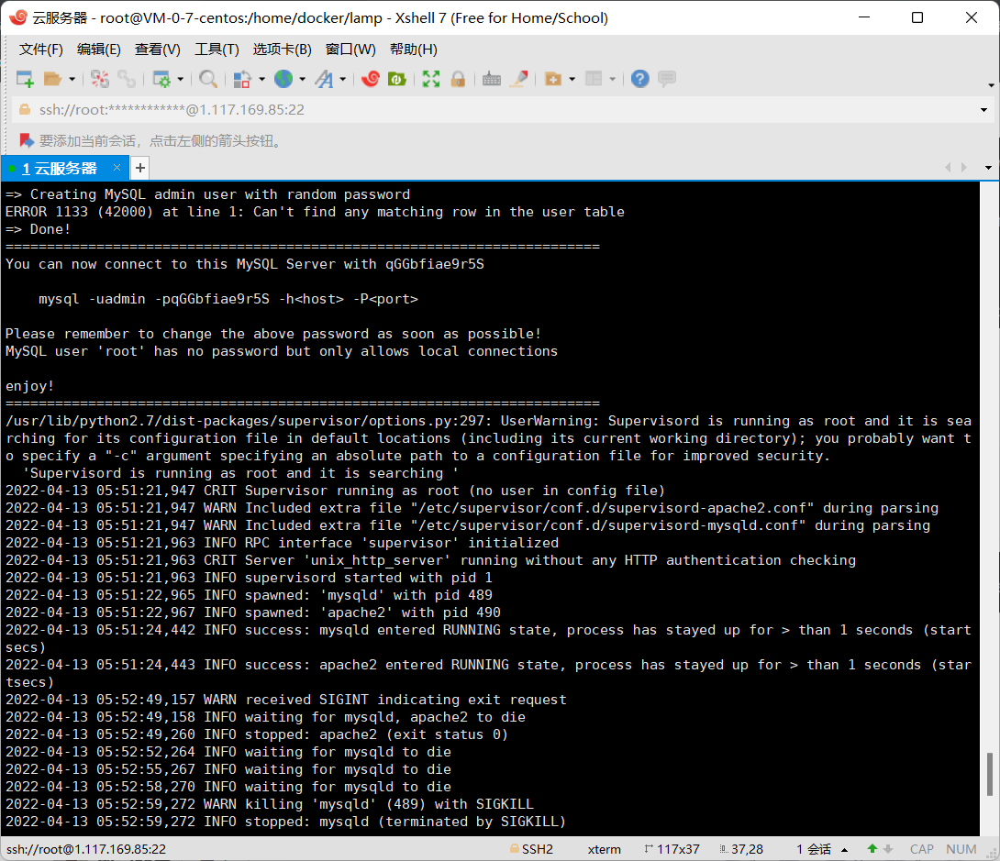 云服务器 - root@VM-0-7-centos:/home/docker/lamp - Xshell 7 (Free for Home/School)
文件(F) 编辑(E) 查看(V) 工具(T) 选项卡(B) 窗口(W) 帮助(H)
ssh://root:************@1.117.169.85:22
要添加当前会话，点击左侧的箭头按钮。
1 云服务器 × +
=> Creating MySQL admin user with random password
ERROR 1133 (42000) at line 1: Can't find any matching row in the user table
=> Done!
========================================================================
You can now connect to this MySQL Server with qGGbfiae9r5S
mysql -uadmin -pqGGbfiae9r5S -h<host> -P<port>
Please remember to change the above password as soon as possible!
MySQL user 'root' has no password but only allows local connections
enjoy!
========================================================================
/usr/lib/python2.7/dist-packages/supervisor/options.py:297: UserWarning: Supervisord is running as root and it is sea
rching for its configuration file in default locations (including its current working directory); you probably want t
o specify a "-c" argument specifying an absolute path to a configuration file for improved security.
'Supervisord is running as root and it is searching '
2022-04-13 05:51:21,947 CRIT Supervisor running as root (no user in config file)
2022-04-13 05:51:21,947 WARN Included extra file "/etc/supervisor/conf.d/supervisord-apache2.conf" during parsing
2022-04-13 05:51:21,947 WARN Included extra file "/etc/supervisor/conf.d/supervisord-mysqld.conf" during parsing
2022-04-13 05:51:21,963 INFO RPC interface 'supervisor' initialized
2022-04-13 05:51:21,963 CRIT Server 'unix_http_server' running without any HTTP authentication checking
2022-04-13 05:51:21,963 INFO supervisord started with pid 1
2022-04-13 05:51:22,965 INFO spawned: 'mysqld' with pid 489
2022-04-13 05:51:22,967 INFO spawned: 'apache2' with pid 490
2022-04-13 05:51:24,442 INFO success: mysqld entered RUNNING state, process has stayed up for > than 1 seconds (start
secs)
2022-04-13 05:51:24,443 INFO success: apache2 entered RUNNING state, process has stayed up for > than 1 seconds (star
tsecs)
2022-04-13 05:52:49,157 WARN received SIGINT indicating exit request
2022-04-13 05:52:49,158 INFO waiting for mysqld, apache2 to die
2022-04-13 05:52:49,260 INFO stopped: apache2 (exit status 0)
2022-04-13 05:52:52,264 INFO waiting for mysqld to die
2022-04-13 05:52:55,267 INFO waiting for mysqld to die
2022-04-13 05:52:58,270 INFO waiting for mysqld to die
2022-04-13 05:52:59,272 WARN killing 'mysqld' (489) with SIGKILL
2022-04-13 05:52:59,272 INFO stopped: mysqld (terminated by SIGKILL)
ssh://root@1.117.169.85:22 SSH2 xterm 117x37 37,28 1 会话 CAP NUM